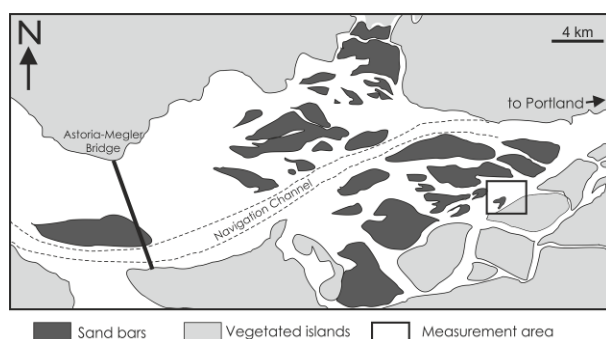 N
4 km
to Portland
Astoria-Megler
Bridge
Navigation Channel
Sand bars
Vegetated islands
Measurement area